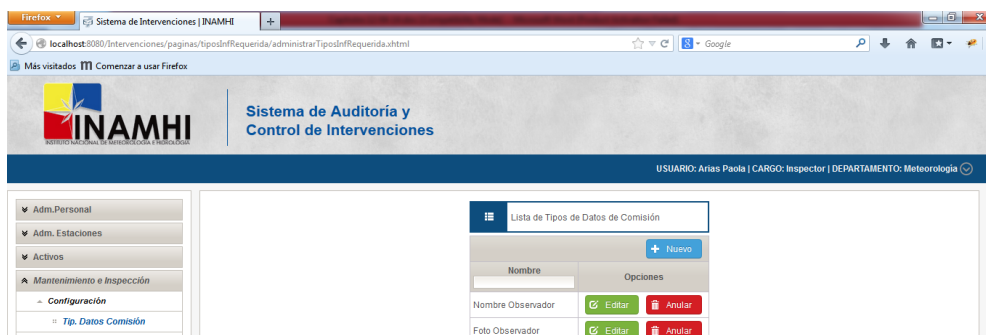 Firefox
Sistema de Intervenciones | INAMHI
localhost:8080/Intervenciones/paginas/tiposInfRequerida/administrarTiposInfRequerida.xhtml
Google
Más visitados
Comenzar a usar Firefox
INAMHI
INSTITUTO NACIONAL DE METEOROLOGÍA E HIDROLOGÍA
Sistema de Auditoría y
Control de Intervenciones
USUARIO: Arias Paola | CARGO: Inspector | DEPARTAMENTO: Meteorología
Adm.Personal
Adm. Estaciones
Activos
Mantenimiento e Inspección
Configuración
Tip. Datos Comisión
Lista de Tipos de Datos de Comisión
Nuevo
Nombre
Opciones
Nombre Observador
Editar
Anular
Foto Observador
Editar
Anular